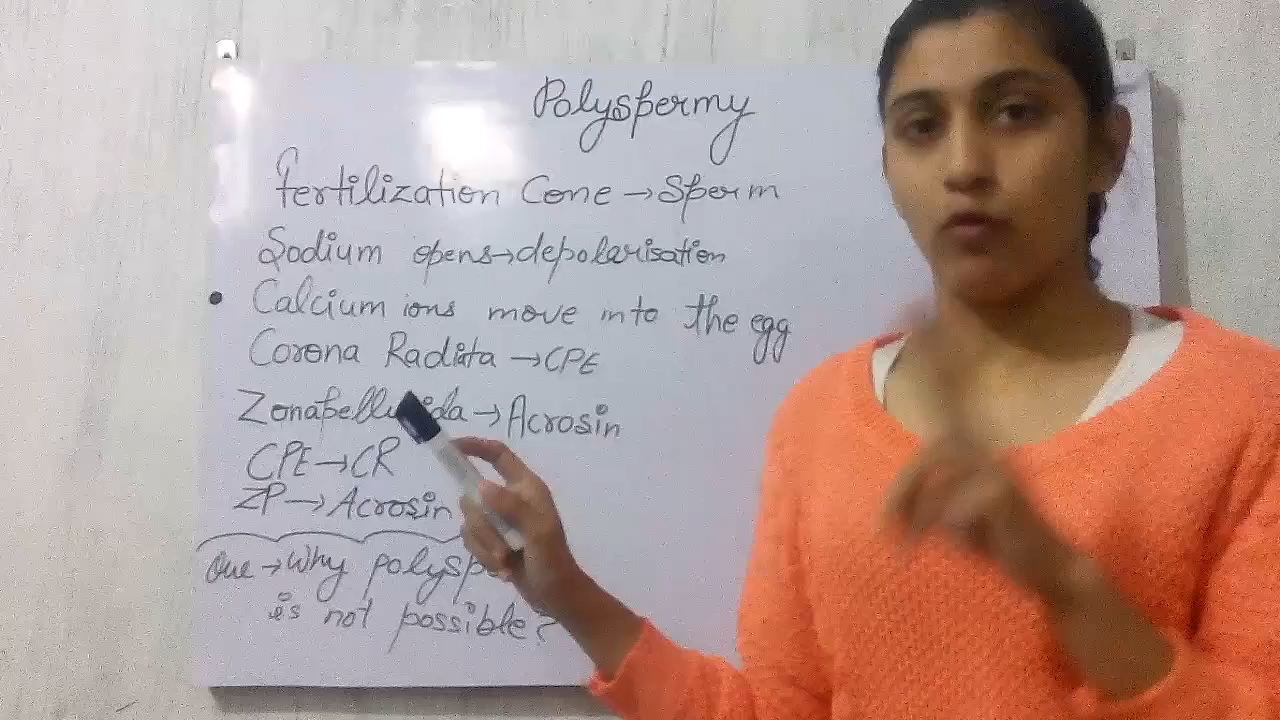 Polyspermy
Fertilization Cone → Sperm
Sodium opens → depolarisation
• Calcium ions move into the egg
Corona Radiata → CPE
→ Acrosin
CPE → CR
ZP → Acrosin
Que → Why
is not possible?